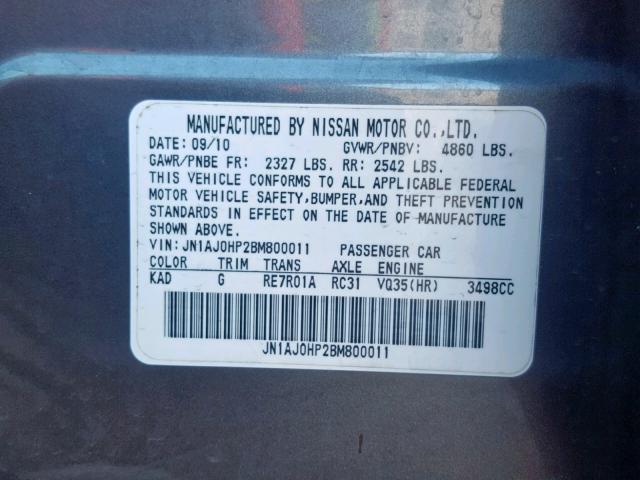 MANUFACTURED BY NISSAN MOTOR CO.,LTD.
DATE: 09/10 GVWR/PNBV: 4860 LBS.
GAWR/PNBE FR: 2327 LBS. RR: 2542 LBS.
THIS VEHICLE CONFORMS TO ALL APPLICABLE FEDERAL
MOTOR VEHICLE SAFETY,BUMPER,AND THEFT PREVENTION
STANDARDS IN EFFECT ON THE DATE OF MANUFACTURE
SHOWN ABOVE.
VIN: JN1AJ0HP2BM800011 PASSENGER CAR
COLOR TRIM TRANS AXLE ENGINE
KAD G RE7R01A RC31 VQ35(HR) 3498CC
JN1AJ0HP2BM800011